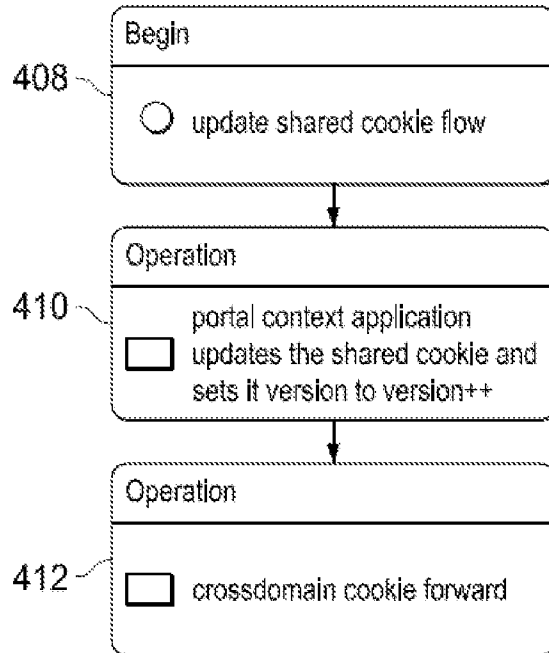 Begin
408
update shared cookie flow
Operation
410
portal context application
updates the shared cookie and
sets it version to version++
Operation
412
crossdomain cookie forward